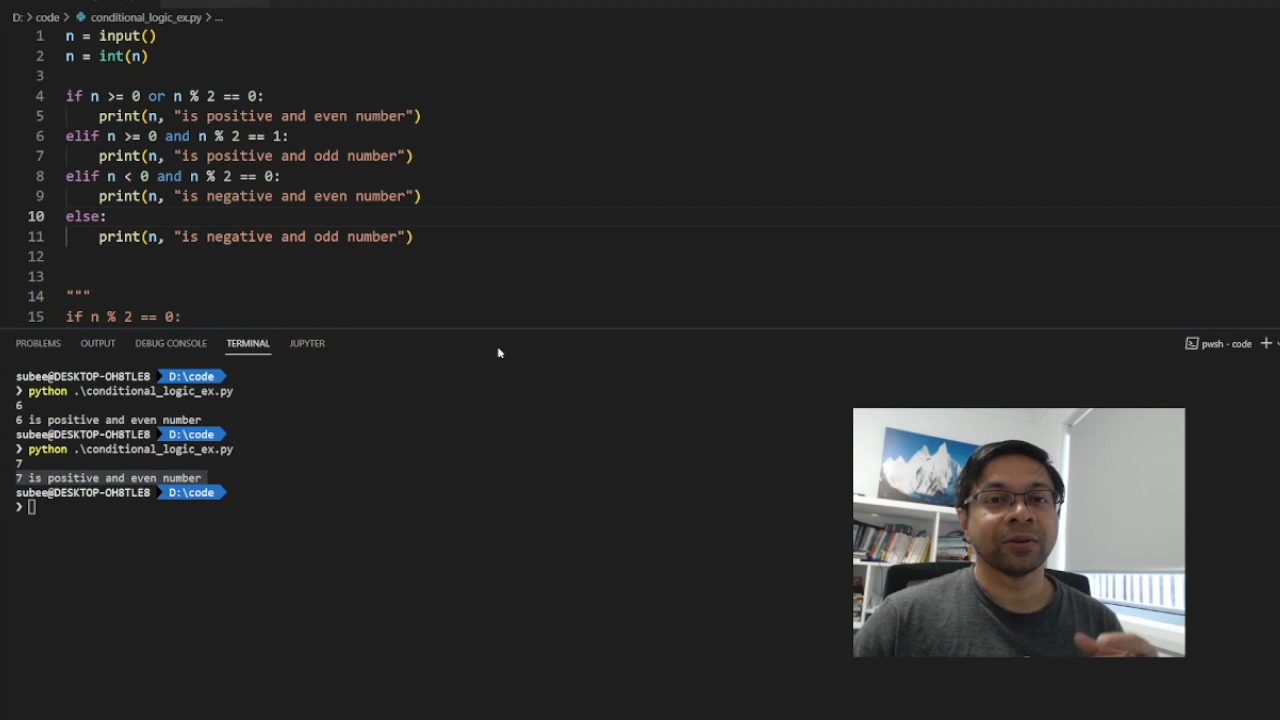 D: > code > conditional_logic_ex.py > ...
1 n = input()
2 n = int(n)
3
4 if n >= 0 or n % 2 == 0:
5 print(n, "is positive and even number")
6 elif n >= 0 and n % 2 == 1:
7 print(n, "is positive and odd number")
8 elif n < 0 and n % 2 == 0:
9 print(n, "is negative and even number")
10 else:
11 print(n, "is negative and odd number")
12
13
14 """
15 if n % 2 == 0:
PROBLEMS OUTPUT DEBUG CONSOLE TERMINAL JUPYTER pwsh - code
subee@DESKTOP-OH8TLE8 D:\code
❯ python .\conditional_logic_ex.py
6
6 is positive and even number
subee@DESKTOP-OH8TLE8 D:\code
❯ python .\conditional_logic_ex.py
7
7 is positive and even number
subee@DESKTOP-OH8TLE8 D:\code
❯